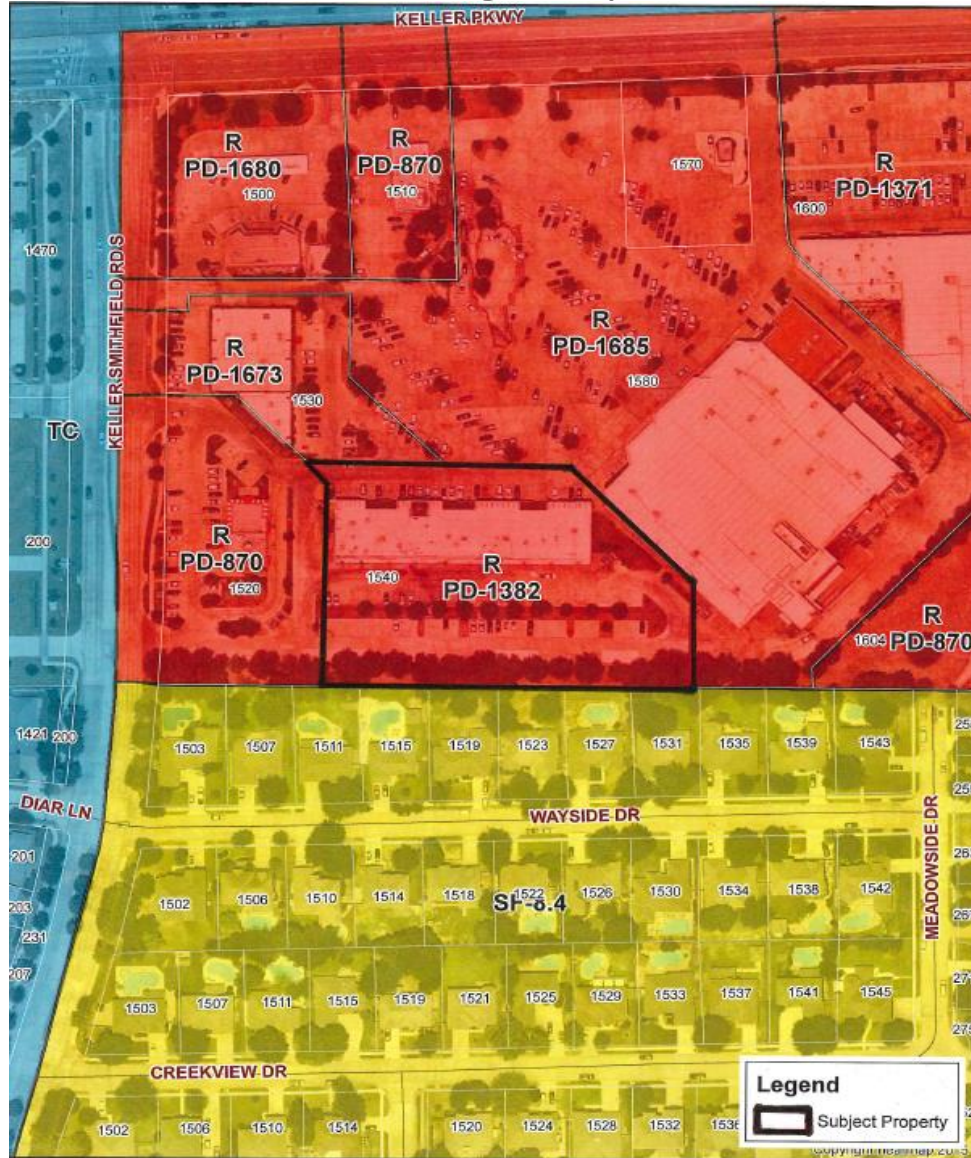 KELLER PKWY
R
PD-1680
1500
R
PD-870
1510
1570
R
PD-1371
1600
1470
KELLER SMITHFIELD RD S
R
PD-1685
1580
R
PD-1673
1530
TC
200
R
PD-870
1520
1540
R
PD-1382
R
1604 PD-870
1421 200
1503 1507 1511 1515 1519 1523 1527 1531 1535 1539 1543
DIAR LN
WAYSIDE DR
MEADOWSIDE DR
201
203
231
207
1502 1506 1510 1514 1518 1522 1526 1530 1534 1538 1542
SF-8.4
1503 1507 1511 1515 1519 1521 1525 1529 1533 1537 1541 1545
CREEKVIEW DR
1502 1506 1510 1514 1520 1524 1528 1532 1536
Legend
Subject Property